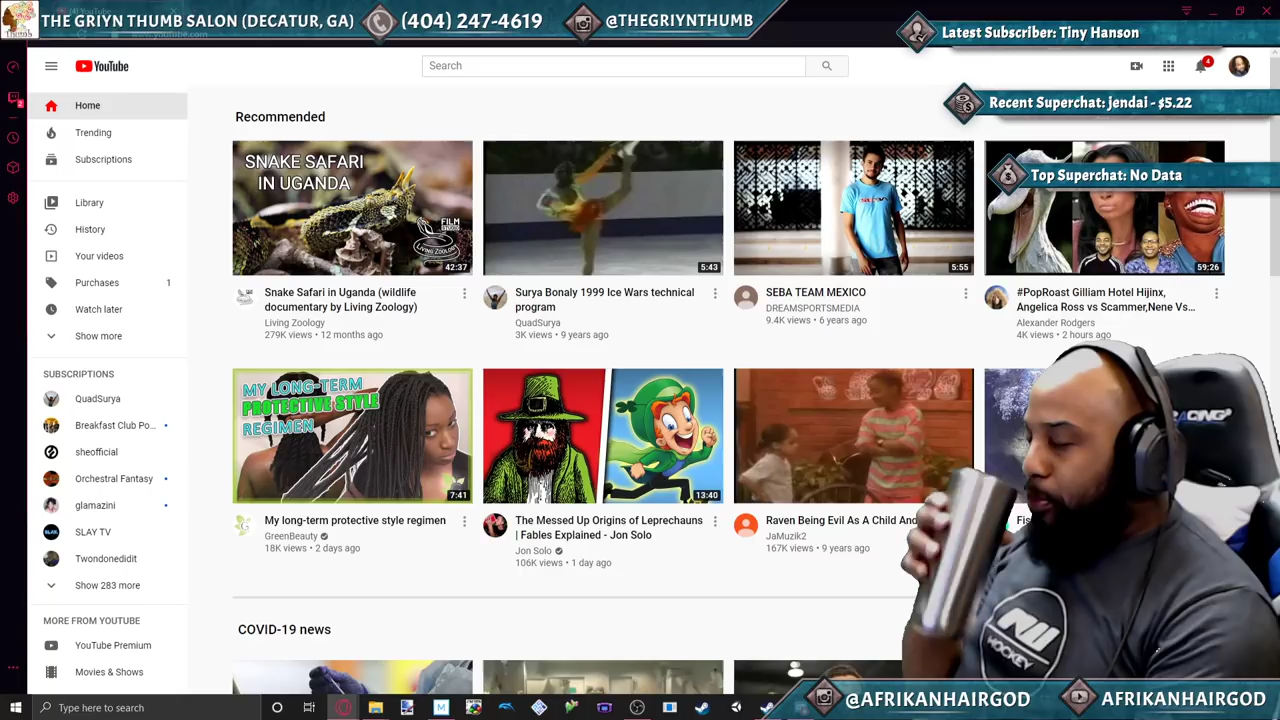 THE GRIYN THUMB SALON (DECATUR, GA)
(404) 247-4619
@THEGRIYNTHUMB
Latest Subscriber: Tiny Hanson
YouTube
Search
4
Recent Superchat: jendai - $5.22
Top Superchat: No Data
Home
Trending
Subscriptions
Library
History
Your videos
Purchases 1
Watch later
Show more
SUBSCRIPTIONS
QuadSurya
Breakfast Club Po...
sheofficial
Orchestral Fantasy
glamazini
SLAY TV
Twondonedidit
Show 283 more
MORE FROM YOUTUBE
YouTube Premium
Movies & Shows
Recommended
SNAKE SAFARI
IN UGANDA
FILM
STUDIO
LIVING ZOOLOGY
42:37
Snake Safari in Uganda (wildlife
documentary by Living Zoology)
Living Zoology
279K views • 12 months ago
5:43
Surya Bonaly 1999 Ice Wars technical
program
QuadSurya
3K views • 9 years ago
5:55
SEBA TEAM MEXICO
DREAMSPORTSMEDIA
9.4K views • 6 years ago
59:26
#PopRoast Gilliam Hotel Hijinx,
Angelica Ross vs Scammer,Nene Vs...
Alexander Rodgers
4K views • 2 hours ago
MY LONG-TERM
PROTECTIVE STYLE
REGIMEN
7:41
My long-term protective style regimen
GreenBeauty
18K views • 2 days ago
13:40
The Messed Up Origins of Leprechauns
| Fables Explained - Jon Solo
Jon Solo
106K views • 1 day ago
Raven Being Evil As A Child And
JaMuzik2
167K views • 9 years ago
COVID-19 news
HOCKEY
Type here to search
@AFRIKANHAIRGOD
AFRIKANHAIRGOD